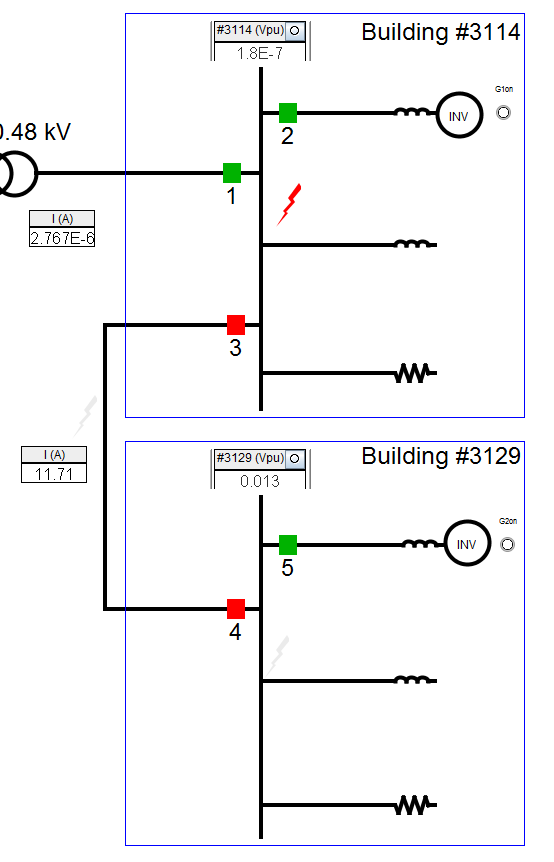 #3114 (Vpu)
Building #3114
1.8E-7
G1on
INV
2
0.48 kV
1
I (A)
2.767E-6
3
I (A)
11.71
#3129 (Vpu)
Building #3129
0.013
G2on
INV
5
4